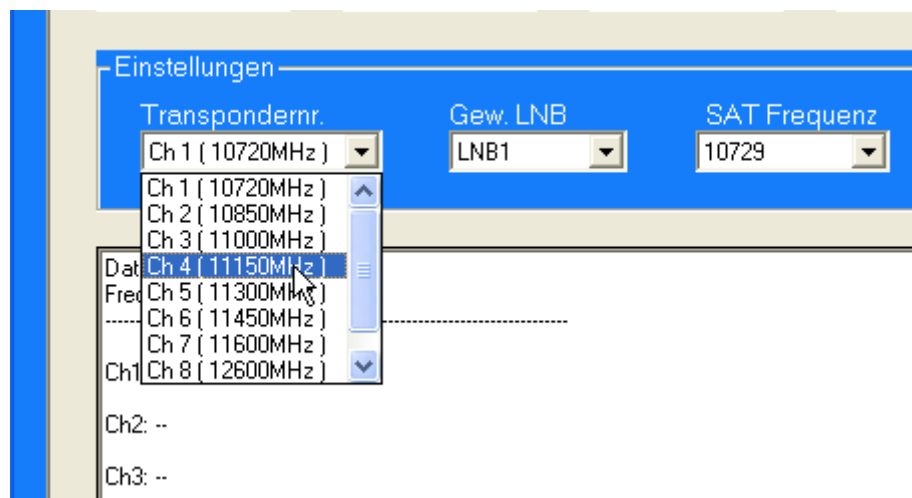 Einstellungen
Transpondernr. Gew. LNB SAT Frequenz
Ch 1 ( 10720MHz ) LNB1 10729
Ch 1 ( 10720MHz )
Ch 2 ( 10850MHz )
Ch 3 ( 11000MHz )
Ch 4 ( 11150MHz )
Ch 5 ( 11300MHz )
Ch 6 ( 11450MHz )
Ch 7 ( 11600MHz )
Ch 8 ( 12600MHz )
Ch1
Ch2: --
Ch3: --